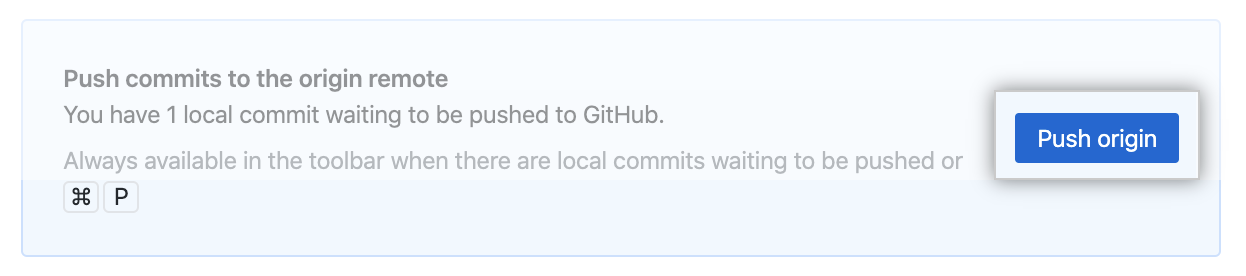 Push commits to the origin remote
You have 1 local commit waiting to be pushed to GitHub.
Always available in the toolbar when there are local commits waiting to be pushed or
⌘ P
Push origin